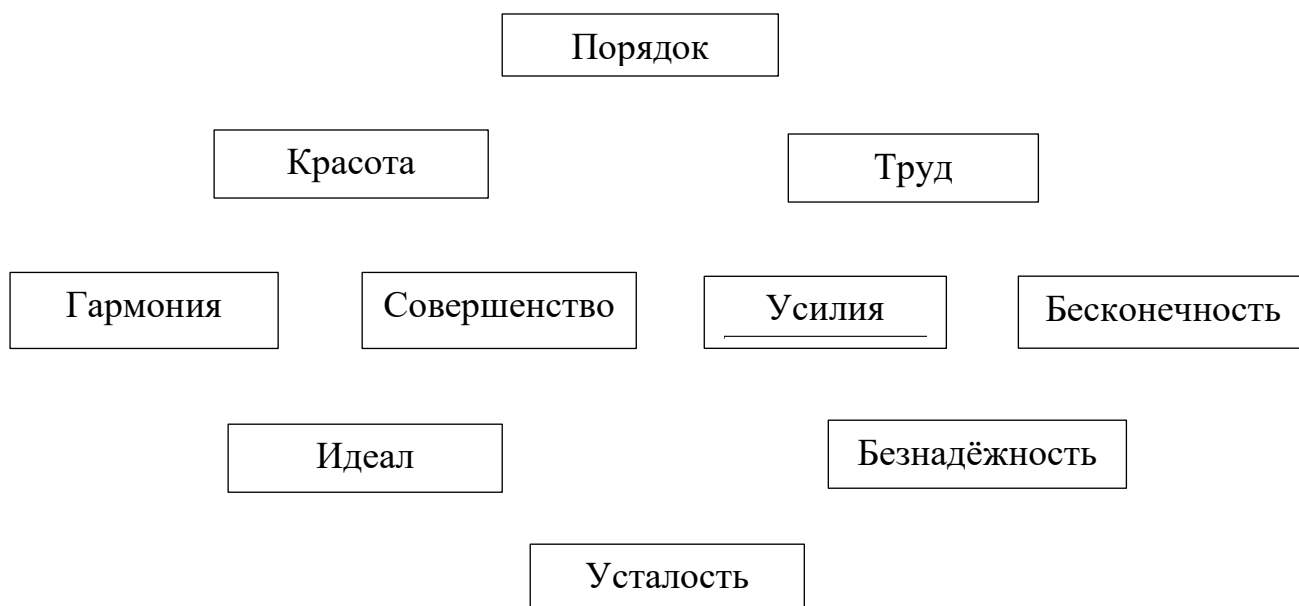 Порядок
Красота
Труд
Гармония
Совершенство
Усилия
Бесконечность
Идеал
Безнадёжность
Усталость